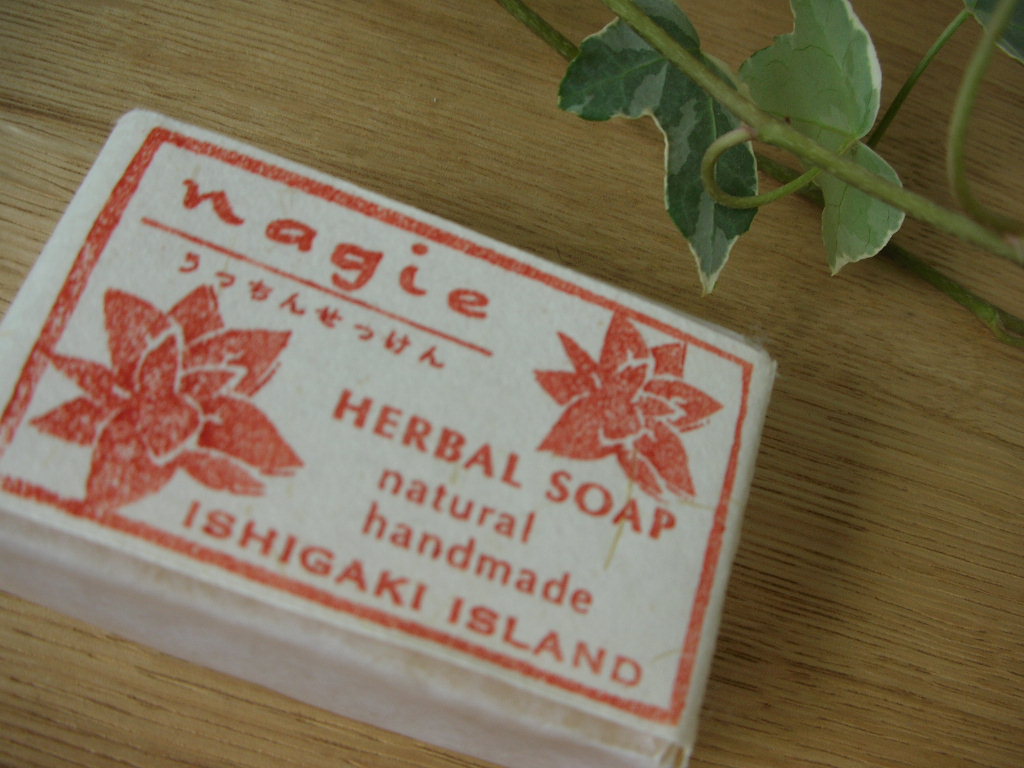 nagie
うっちんせっけん
HERBAL SOAP
natural
handmade
ISHIGAKI ISLAND